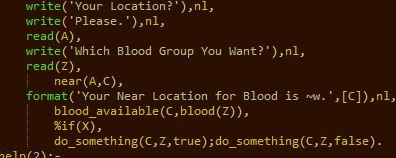 write('Your Location?'),nl,
write('Please.'),nl,
read(A),
write('Which Blood Group You Want?'),nl,
read(Z),
near(A,C),
format('Your Near Location for Blood is ~w.',[C]),nl,
blood_available(C,blood(Z)),
%if(X),
do_something(C,Z,true);do_something(C,Z,false).
help(2):-